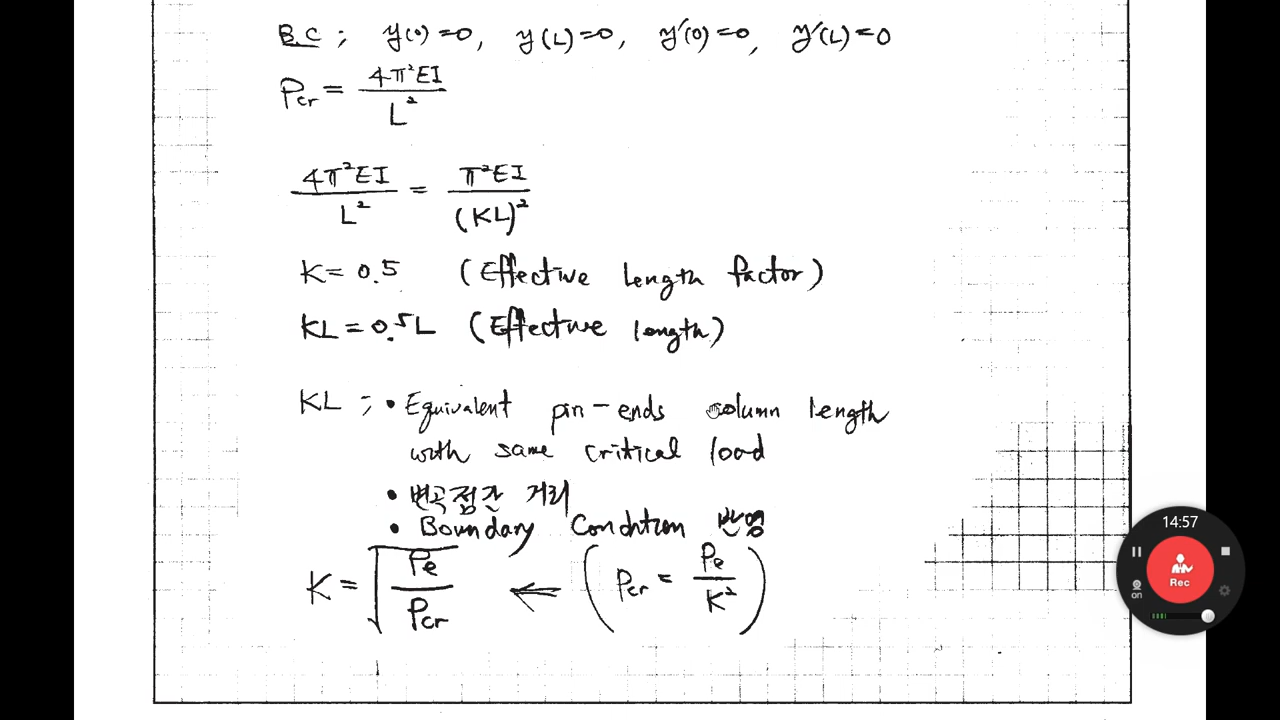 B.C ; y(0)=0, y(L)=0, y'(0)=0, y'(L)=0
Pcr = 4π²EI / L²
4π²EI / L² = π²EI / (KL)²
K = 0.5 (Effective Length factor)
KL = 0.5L (Effective length)
KL ; • Equivalent pin-ends column length
with same critical load
• 변곡점간 거리
• Boundary Condition 반영
K = √(Pe / Pcr) ← (Pcr = Pe / K²)
14:57
Rec
on